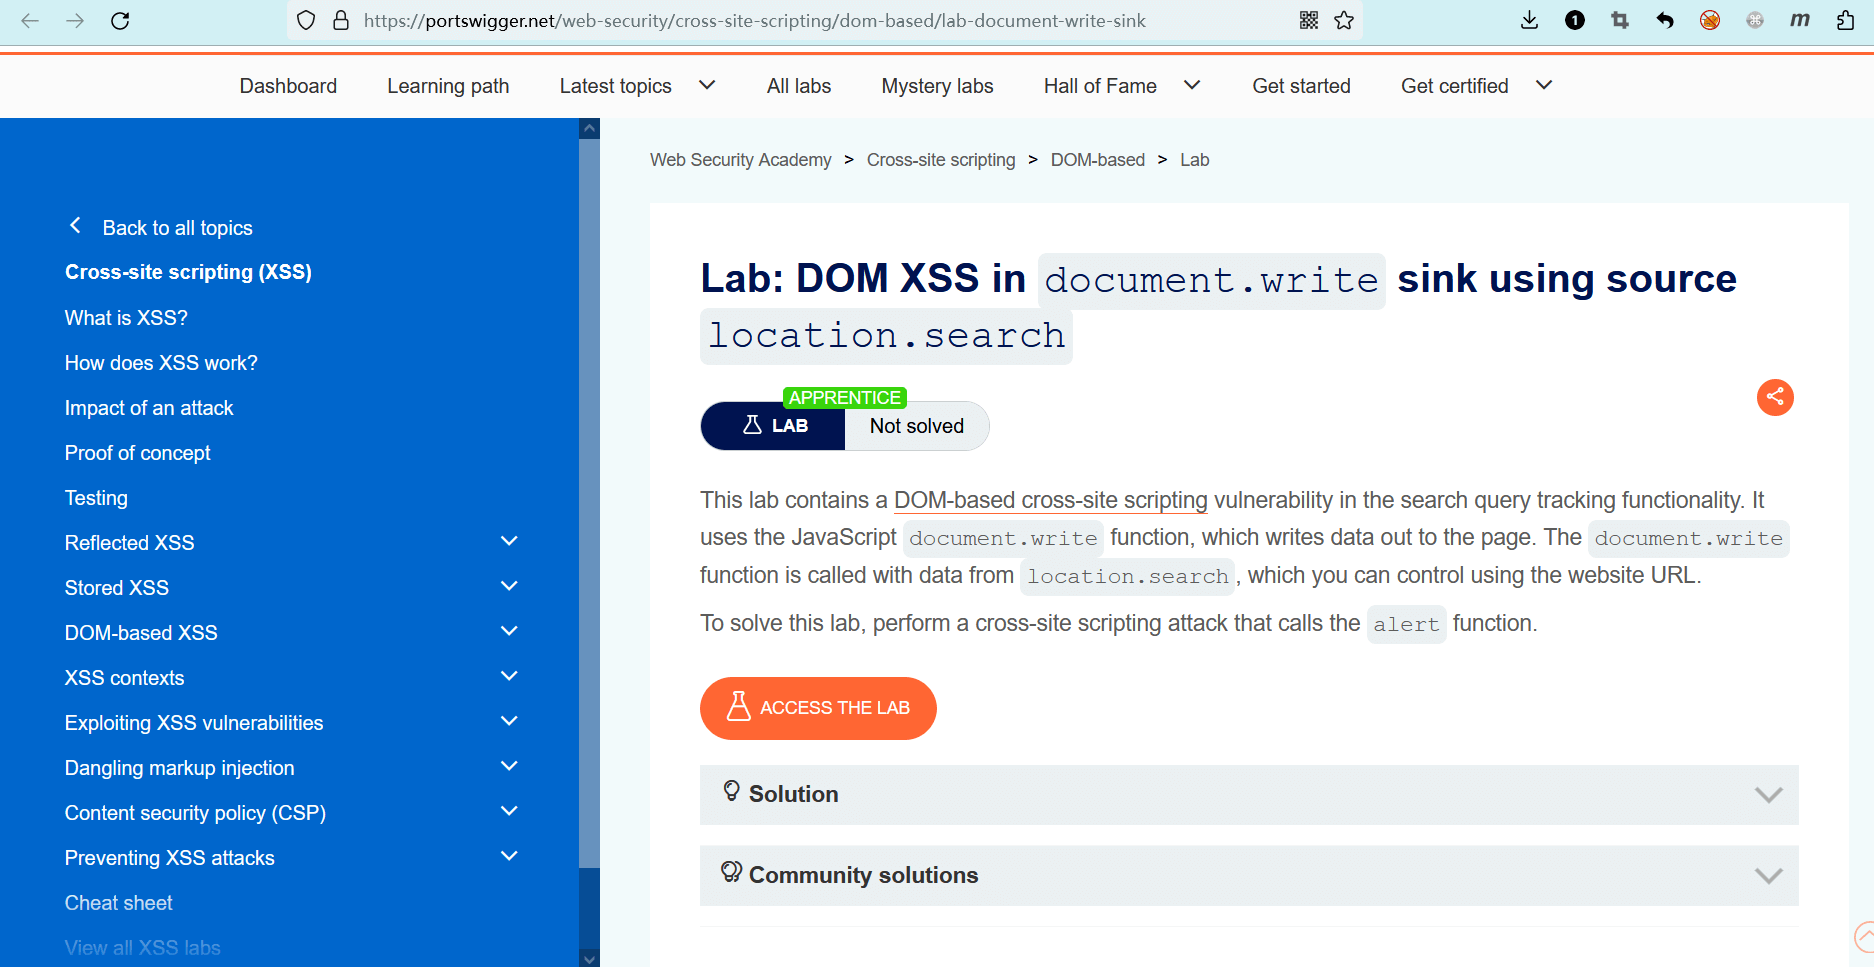 https://portswigger.net/web-security/cross-site-scripting/dom-based/lab-document-write-sink
1
m
Dashboard
Learning path
Latest topics
All labs
Mystery labs
Hall of Fame
Get started
Get certified
Back to all topics
Cross-site scripting (XSS)
What is XSS?
How does XSS work?
Impact of an attack
Proof of concept
Testing
Reflected XSS
Stored XSS
DOM-based XSS
XSS contexts
Exploiting XSS vulnerabilities
Dangling markup injection
Content security policy (CSP)
Preventing XSS attacks
Cheat sheet
View all XSS labs
Web Security Academy > Cross-site scripting > DOM-based > Lab
Lab: DOM XSS in document.write sink using source
location.search
APPRENTICE
LAB
Not solved
This lab contains a DOM-based cross-site scripting vulnerability in the search query tracking functionality. It
uses the JavaScript document.write function, which writes data out to the page. The document.write
function is called with data from location.search, which you can control using the website URL.
To solve this lab, perform a cross-site scripting attack that calls the alert function.
ACCESS THE LAB
Solution
Community solutions